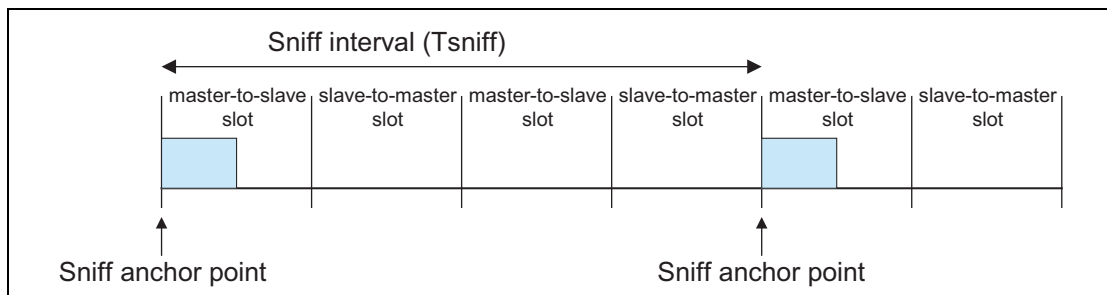 Sniff interval (Tsniff)
master-to-slave slot
slave-to-master slot
master-to-slave slot
slave-to-master slot
master-to-slave slot
slave-to-master slot
Sniff anchor point
Sniff anchor point